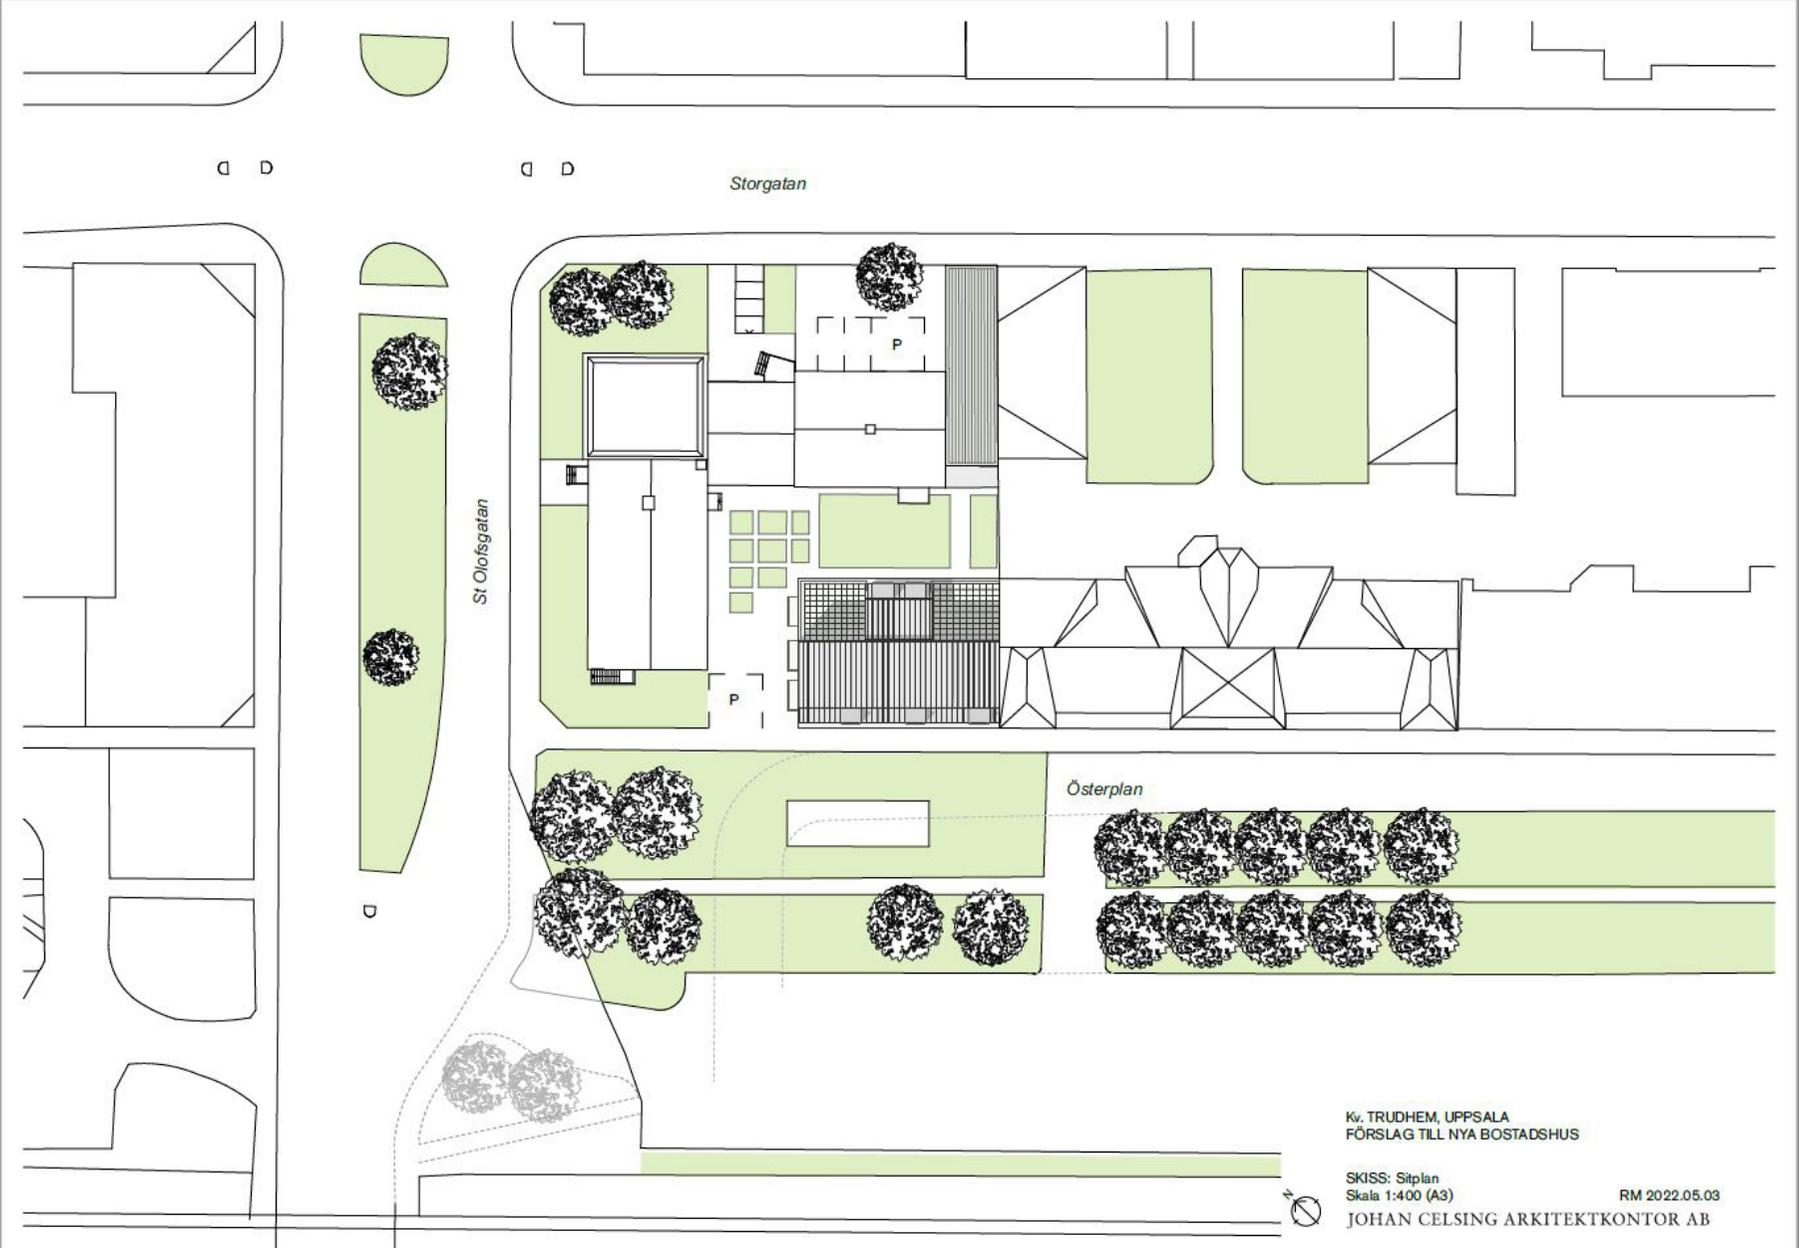 Storgatan
P
St Olofsgatan
P
Österplan
Kv. TRUDHEM, UPPSALA
FÖRSLAG TILL NYA BOSTADSHUS
SKISS: Sitplan
Skala 1:400 (A3)
RM 2022.05.03
N
JOHAN CELSING ARKITEKTKONTOR AB